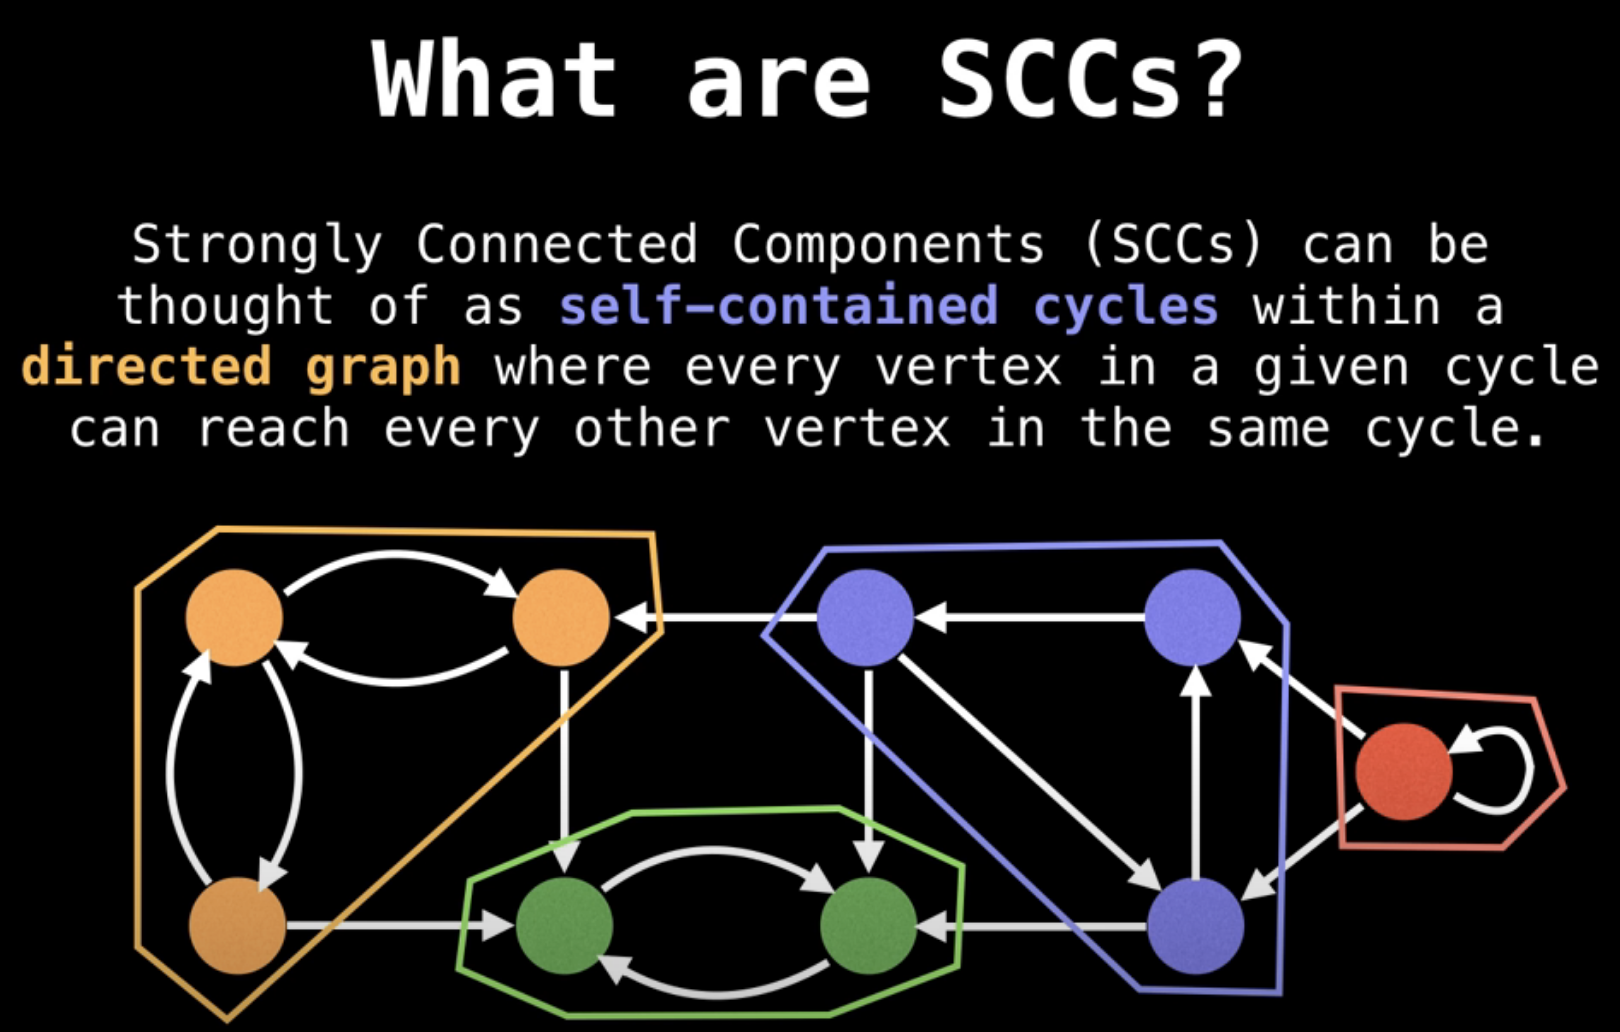 What are SCCs?
Strongly Connected Components (SCCs) can be
thought of as self-contained cycles within a
directed graph where every vertex in a given cycle
can reach every other vertex in the same cycle.